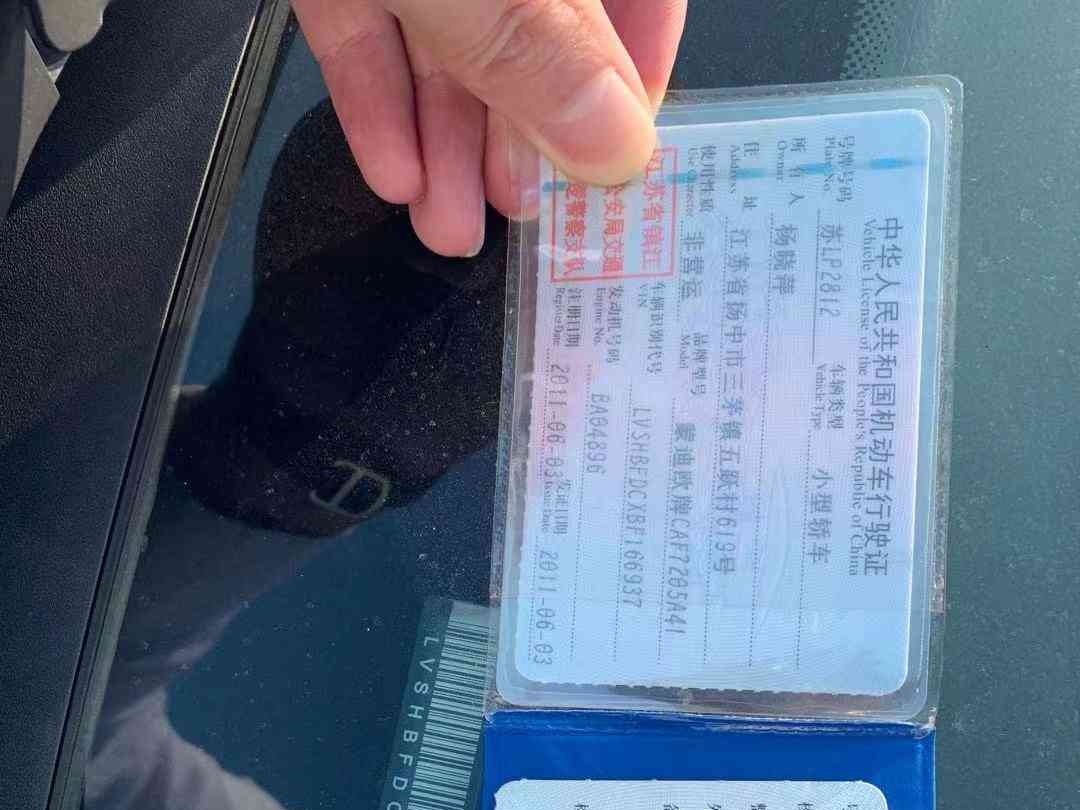 中华人民共和国机动车行驶证
Vehicle License of the People's Republic of China
号牌号码 苏LP2812 车辆类型 小型轿车
Plate No. Vehicle Type
所有人 杨晓萍
Owner
住址 江苏省扬中市三茅镇五跃村619号
Address
使用性质 非营运 品牌型号 蒙迪欧牌CAF7205A41
Use Character Model
江苏省镇江
公安局交通
警察支队
车辆识别代号 LVSHBFDCXBF166937
VIN
发动机号码 BA04896
Engine No.
注册日期 2011-06-03 发证日期 2011-06-03
Register Date Issue Date
LVSHBFDC